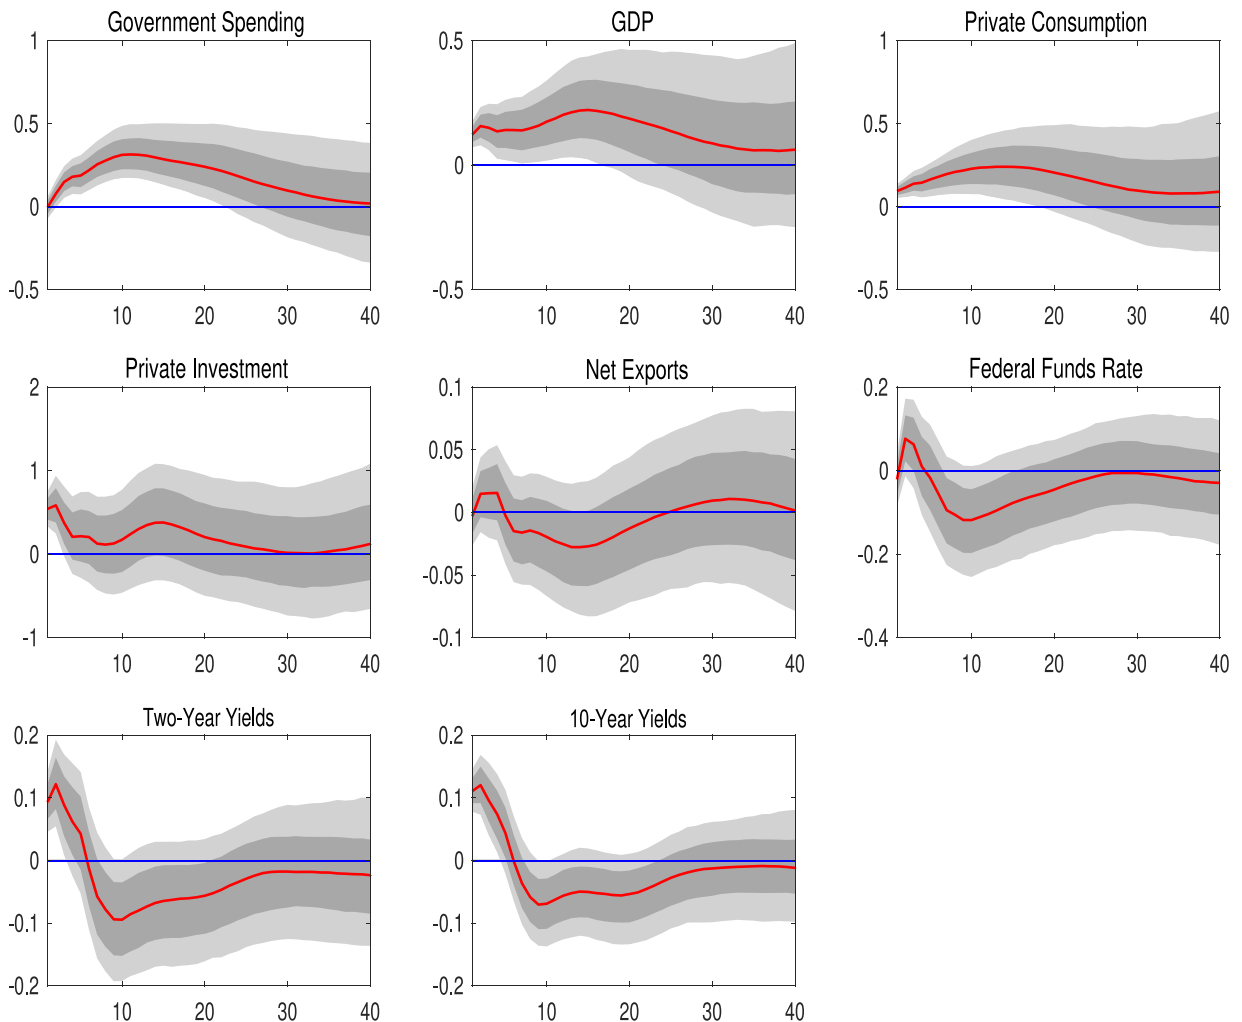 Government Spending
1
0.5
0
-0.5
10 20 30 40
GDP
0.5
0
-0.5
10 20 30 40
Private Consumption
1
0.5
0
-0.5
10 20 30 40
Private Investment
2
1
0
-1
10 20 30 40
Net Exports
0.1
0.05
0
-0.05
-0.1
10 20 30 40
Federal Funds Rate
0.2
0
-0.2
-0.4
10 20 30 40
Two-Year Yields
0.2
0.1
0
-0.1
-0.2
10 20 30 40
10-Year Yields
0.2
0.1
0
-0.1
-0.2
10 20 30 40